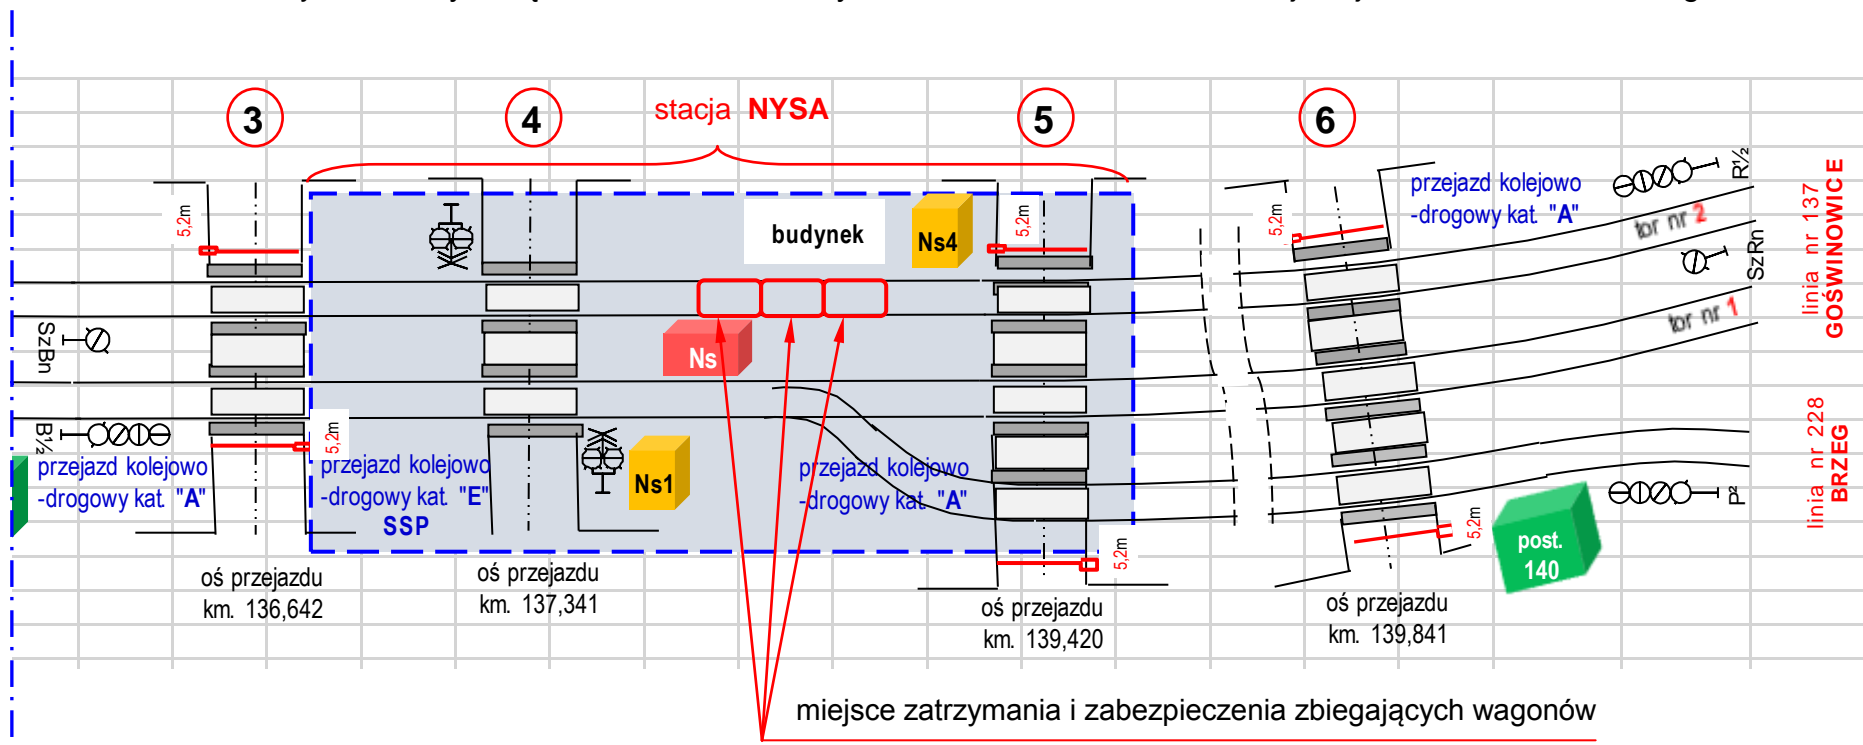 3
4
stacja NYSA
5
6
przejazd kolejowo
-drogowy kat. "A"
R½
tor nr 2
SzRn
tor nr 1
linia nr 137
GOŚWINOWICE
linia nr 228
BRZEG
P²
5,2m
5,2m
5,2m
budynek
Ns4
Ns
Ns1
SzBn
B½
przejazd kolejowo
-drogowy kat. "A"
5,2m
przejazd kolejowo
-drogowy kat. "E"
SSP
przejazd kolejowo
-drogowy kat. "A"
5,2m
5,2m
post.
140
oś przejazdu
km. 136,642
oś przejazdu
km. 137,341
oś przejazdu
km. 139,420
oś przejazdu
km. 139,841
miejsce zatrzymania i zabezpieczenia zbiegających wagonów